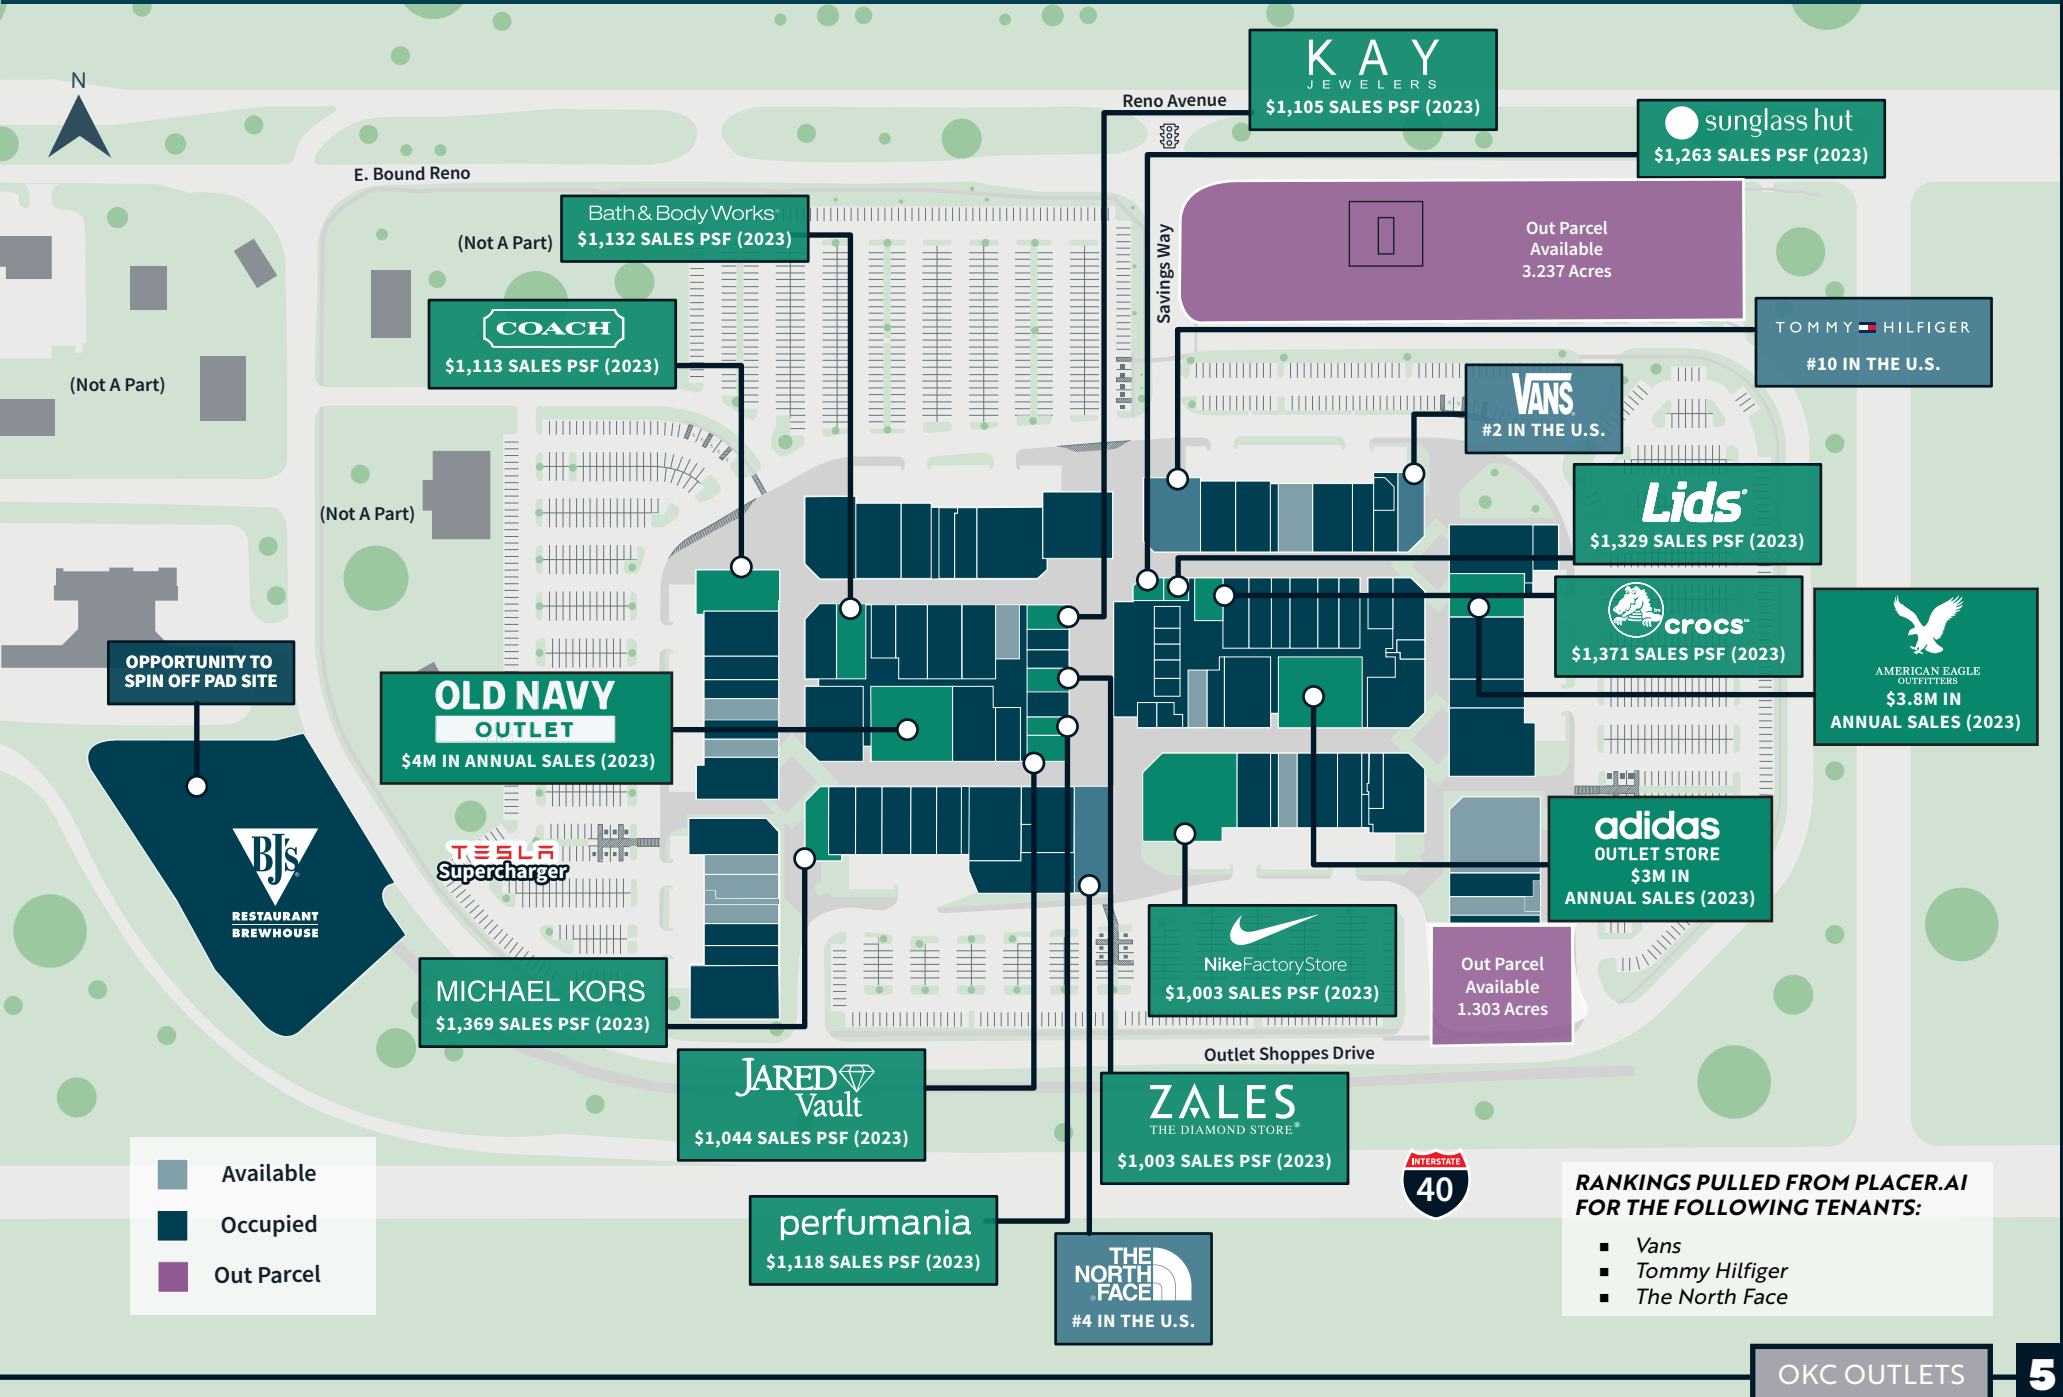 N
KAY
JEWELERS
$1,105 SALES PSF (2023)
Reno Avenue
sunglass hut
$1,263 SALES PSF (2023)
E. Bound Reno
Bath & Body Works
$1,132 SALES PSF (2023)
(Not A Part)
Savings Way
Out Parcel
Available
3.237 Acres
COACH
$1,113 SALES PSF (2023)
TOMMY HILFIGER
#10 IN THE U.S.
(Not A Part)
VANS
#2 IN THE U.S.
Lids
$1,329 SALES PSF (2023)
(Not A Part)
crocs™
$1,371 SALES PSF (2023)
AMERICAN EAGLE
OUTFITTERS
$3.8M IN
ANNUAL SALES (2023)
OPPORTUNITY TO
SPIN OFF PAD SITE
OLD NAVY
OUTLET
$4M IN ANNUAL SALES (2023)
BJ's
RESTAURANT
BREWHOUSE
TESLA
Supercharger
adidas
OUTLET STORE
$3M IN
ANNUAL SALES (2023)
NikeFactoryStore
$1,003 SALES PSF (2023)
Out Parcel
Available
1.303 Acres
MICHAEL KORS
$1,369 SALES PSF (2023)
Outlet Shoppes Drive
JARED
Vault
$1,044 SALES PSF (2023)
ZALES
THE DIAMOND STORE®
$1,003 SALES PSF (2023)
INTERSTATE
40
perfumania
$1,118 SALES PSF (2023)
THE
NORTH
FACE
#4 IN THE U.S.
Available
Occupied
Out Parcel
RANKINGS PULLED FROM PLACER.AI
FOR THE FOLLOWING TENANTS:
▪ Vans
▪ Tommy Hilfiger
▪ The North Face
OKC OUTLETS
5